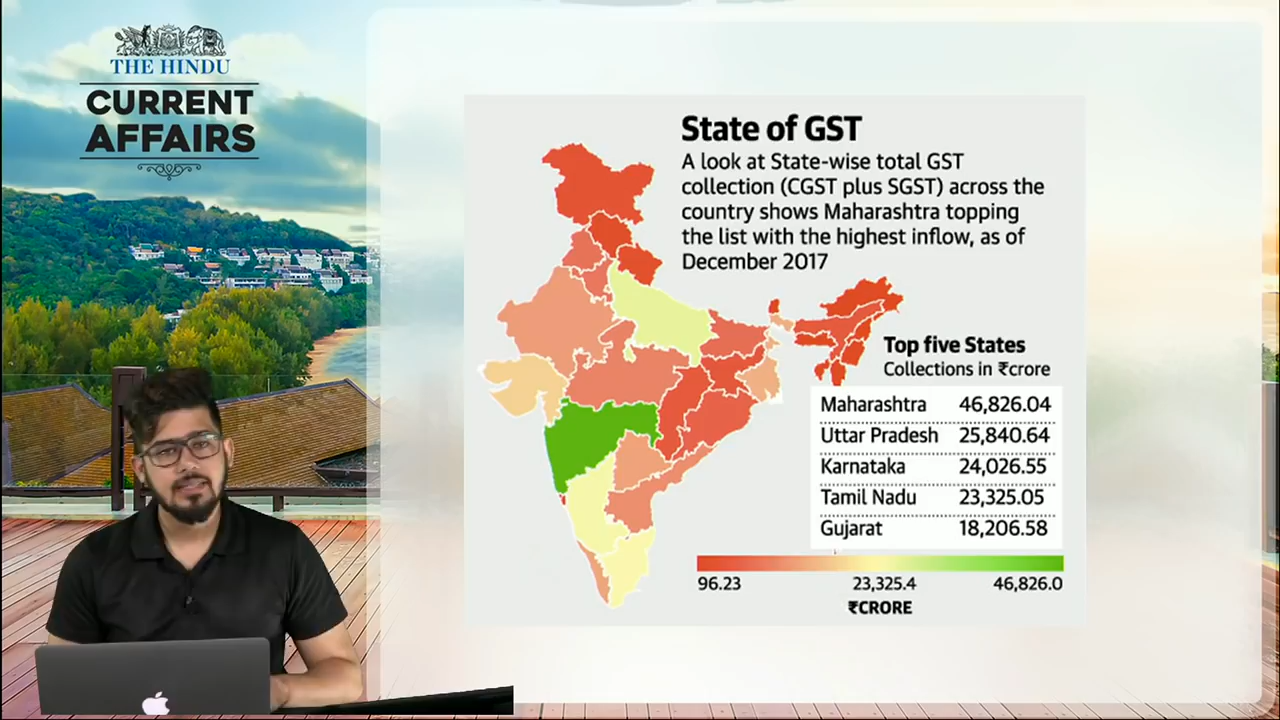 THE HINDU
CURRENT
AFFAIRS
State of GST
A look at State-wise total GST
collection (CGST plus SGST) across the
country shows Maharashtra topping
the list with the highest inflow, as of
December 2017
Top five States
Collections in ₹crore
Maharashtra 46,826.04
Uttar Pradesh 25,840.64
Karnataka 24,026.55
Tamil Nadu 23,325.05
Gujarat 18,206.58
96.23 23,325.4 46,826.0
₹CRORE